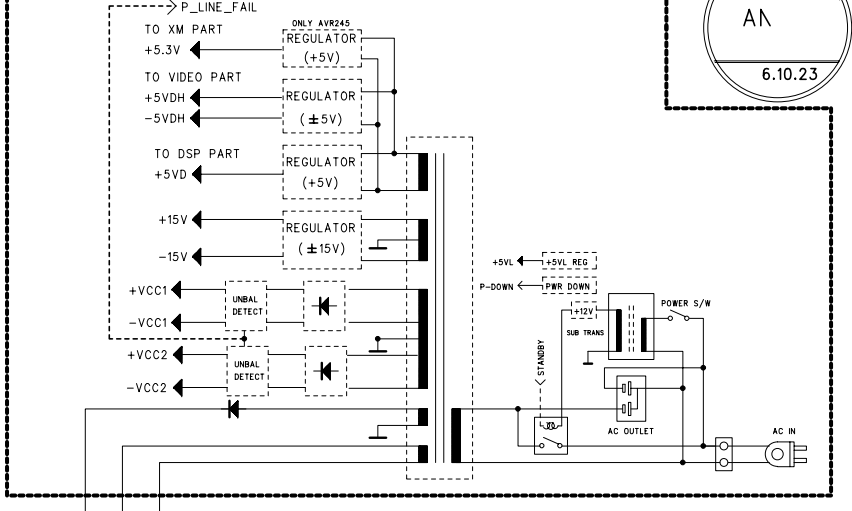 P_LINE_FAIL
ONLY AVR245
TO XM PART
REGULATOR
+5.3V
(+5V)
TO VIDEO PART
+5VDH
REGULATOR
-5VDH
(±5V)
TO DSP PART
REGULATOR
+5VD
(+5V)
+15V
REGULATOR
-15V
(±15V)
+VCC1
UNBAL
DETECT
-VCC1
+VCC2
UNBAL
DETECT
-VCC2
+5VL
+5VL REG
P-DOWN
PWR DOWN
+12V
POWER S/W
SUB TRANS
STANDBY
AC OUTLET
AC IN
6.10.23